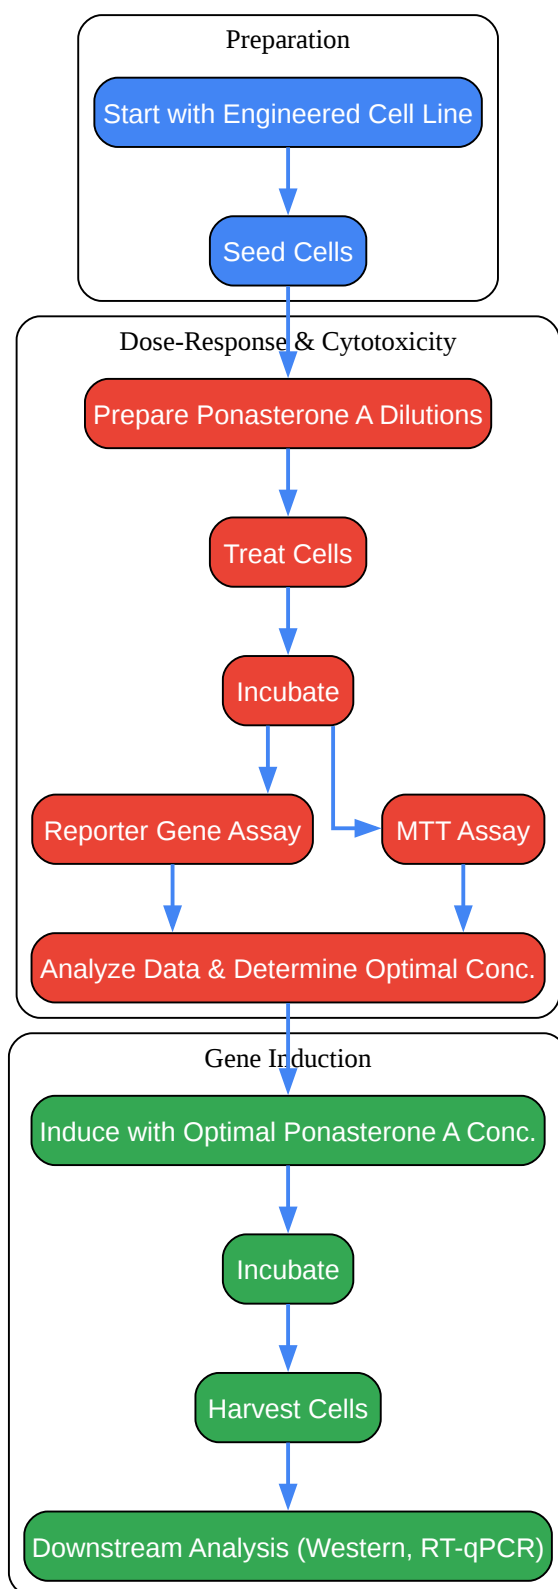 Preparation
Start with Engineered Cell Line
Seed Cells
Dose-Response & Cytotoxicity
Prepare Ponasterone A Dilutions
Treat Cells
Incubate
Reporter Gene Assay
MTT Assay
Analyze Data & Determine Optimal Conc.
Gene Induction
Induce with Optimal Ponasterone A Conc.
Incubate
Harvest Cells
Downstream Analysis (Western, RT-qPCR)